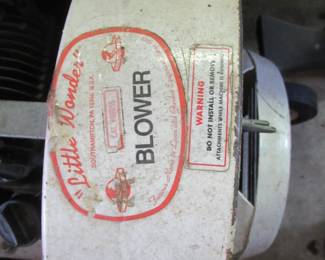 "Little Wonder"
SOUTHAMPTON, PA 18966 U.S.A.
BLOWER
WARNING
DO NOT INSTALL OR REMOVE
ATTACHMENTS WHILE MACHINE IS RUNNING